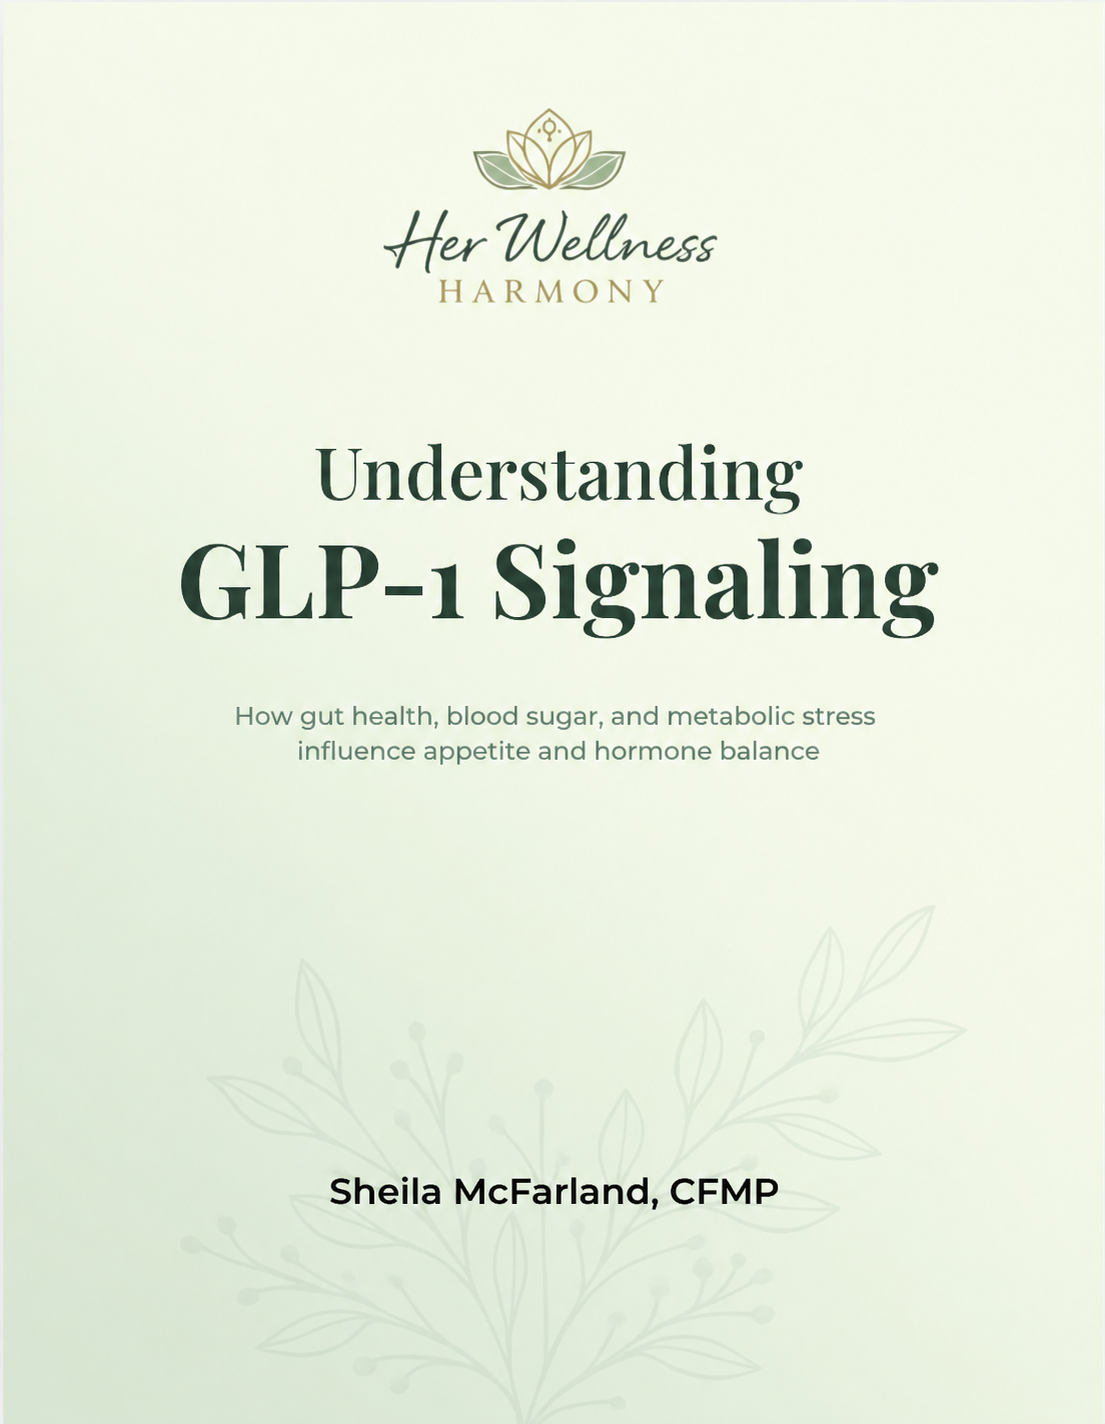 Her Wellness
HARMONY
Understanding
GLP-1 Signaling
How gut health, blood sugar, and metabolic stress
influence appetite and hormone balance
Sheila McFarland, CFMP